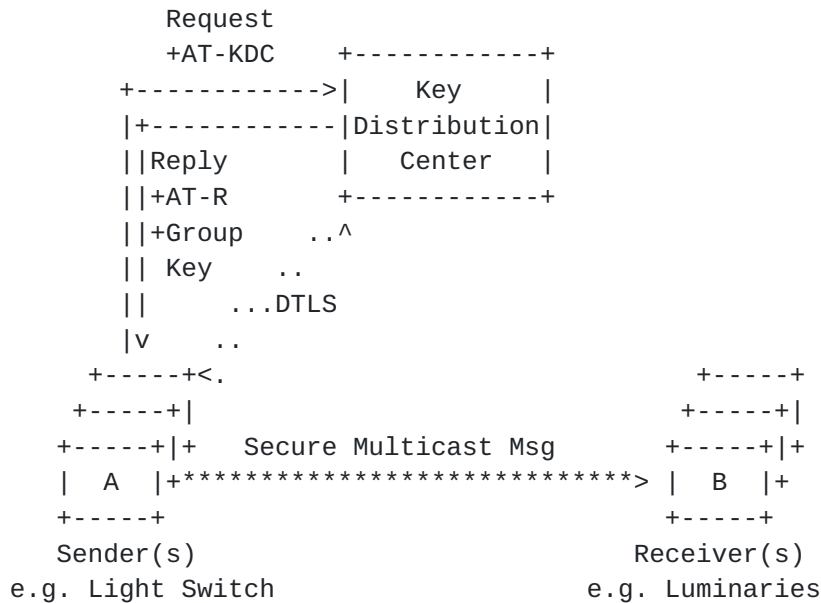 Request
+AT-KDC     +------------+
+------------>|    Key     |
|+------------|Distribution|
||Reply       |   Center   |
||+AT-R       +------------+
||+Group    ..^
|| Key    ..
||     ...DTLS
|v    ..
+-----+<.                              +-----+
+-----+|                               +-----+|
+-----+|+   Secure Multicast Msg       +-----+|+
|  A  |+*****************************> |  B  |+
+-----+                                +-----+
Sender(s)                            Receiver(s)
e.g. Light Switch                    e.g. Luminaries